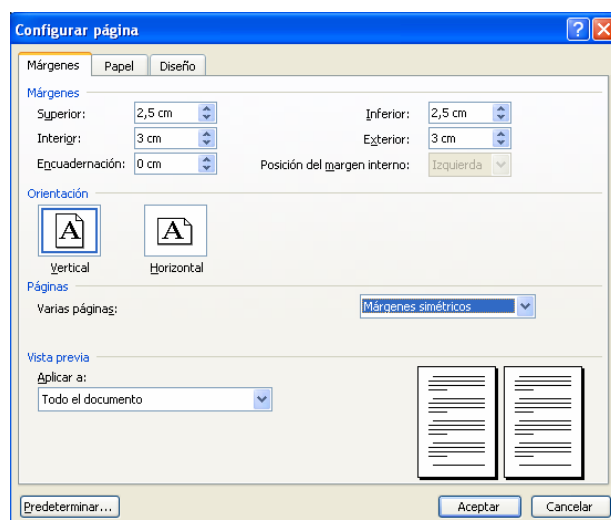 Configurar página
Márgenes Papel Diseño
Márgenes
Superior: 2,5 cm Inferior: 2,5 cm
Interior: 3 cm Exterior: 3 cm
Encuadernación: 0 cm Posición del margen interno: Izquierda
Orientación
A A
Vertical Horizontal
Páginas
Varias páginas: Márgenes simétricos
Vista previa
Aplicar a:
Todo el documento
Predeterminar... Aceptar Cancelar